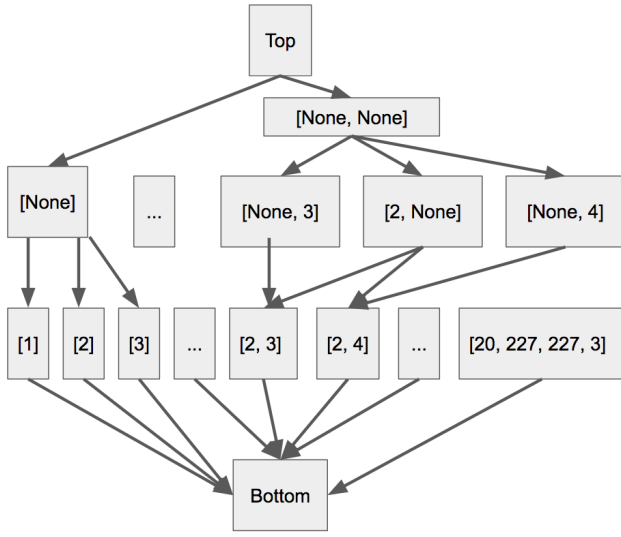 Top
[None, None]
[None]
...
[None, 3]
[2, None]
[None, 4]
[1]
[2]
[3]
...
[2, 3]
[2, 4]
...
[20, 227, 227, 3]
Bottom